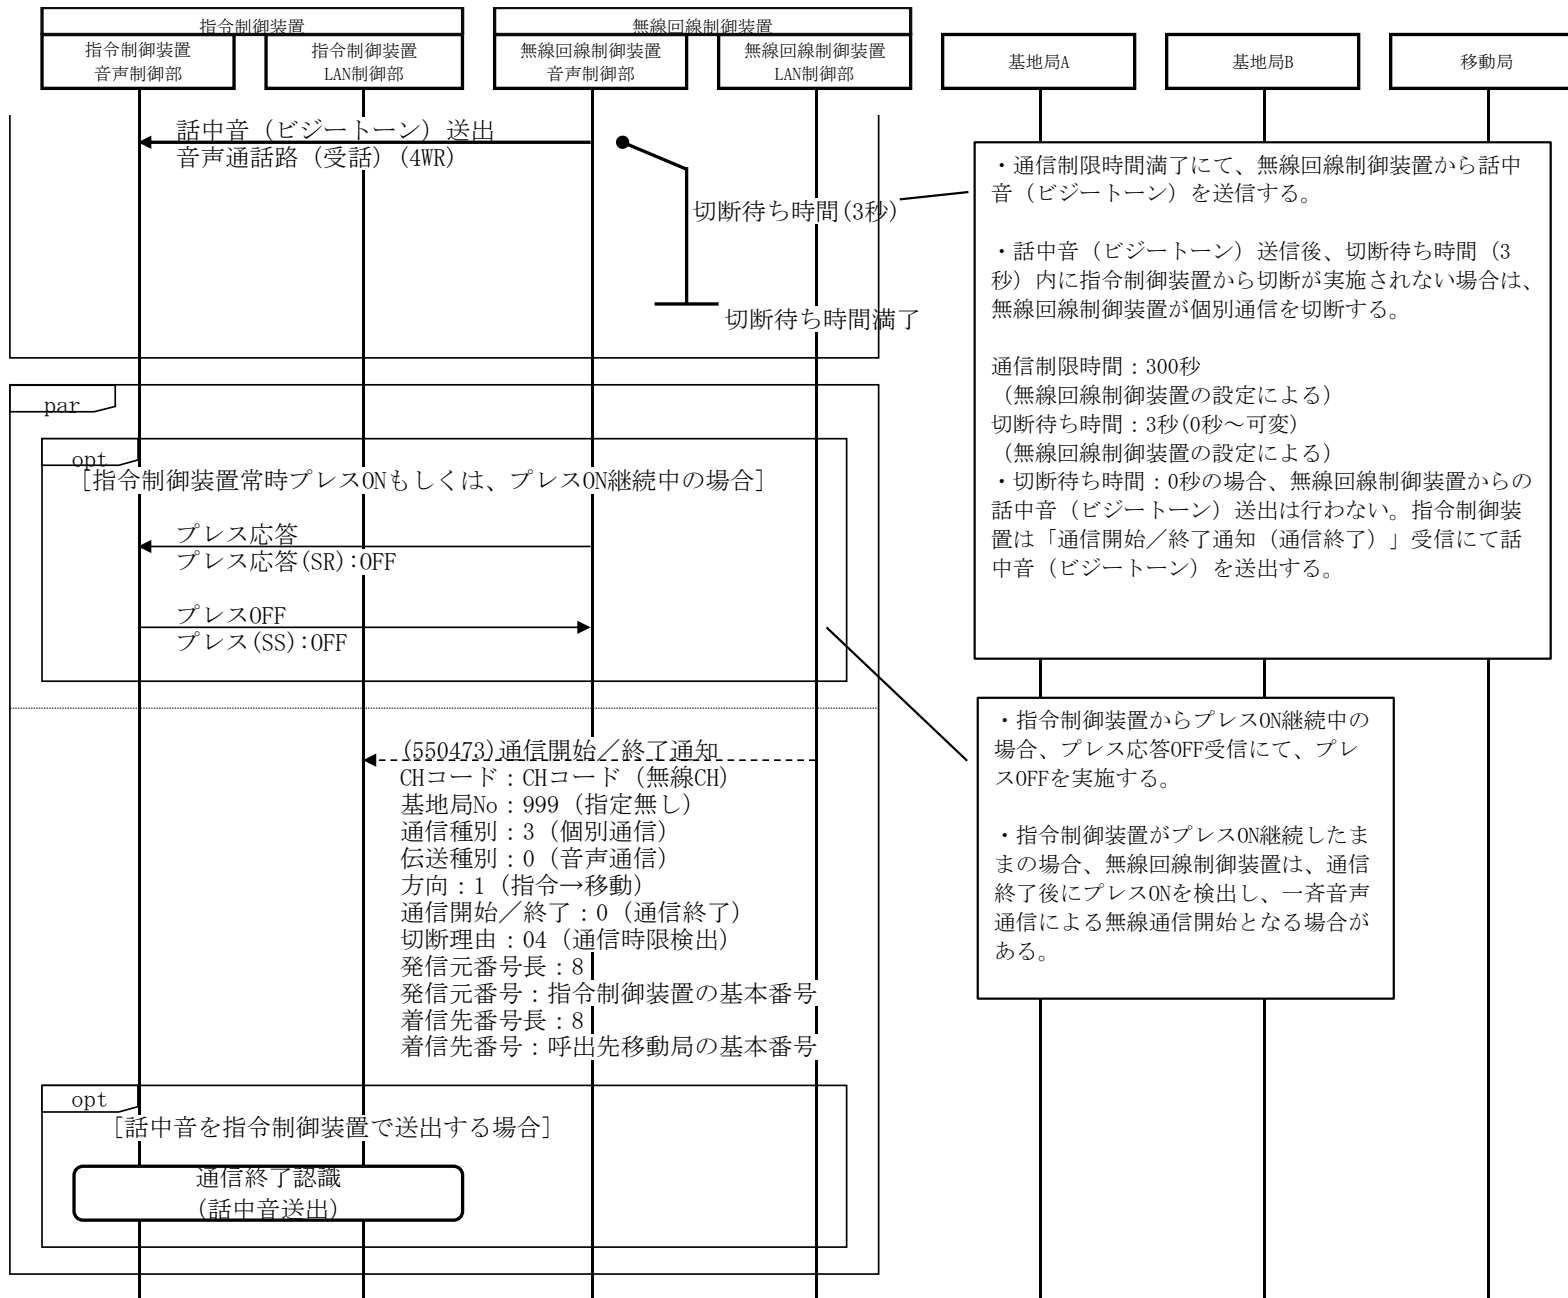 指令制御装置
無線回線制御装置
指令制御装置
音声制御部
指令制御装置
LAN制御部
無線回線制御装置
音声制御部
無線回線制御装置
LAN制御部
基地局A
基地局B
移動局
話中音（ビジートーン）送出
音声通話路（受話）(4WR)
切断待ち時間(3秒)
切断待ち時間満了
・通信制限時間満了にて、無線回線制御装置から話中
音（ビジートーン）を送信する。
・話中音（ビジートーン）送信後、切断待ち時間（3
秒）内に指令制御装置から切断が実施されない場合は、
無線回線制御装置が個別通信を切断する。
通信制限時間：300秒
（無線回線制御装置の設定による）
切断待ち時間：3秒(0秒～可変)
（無線回線制御装置の設定による）
・切断待ち時間：0秒の場合、無線回線制御装置からの
話中音（ビジートーン）送出は行わない。指令制御装
置は「通信開始／終了通知（通信終了）」受信にて話
中音（ビジートーン）を送出する。
par
opt
[指令制御装置常時プレスONもしくは、プレスON継続中の場合]
プレス応答
プレス応答(SR):OFF
プレスOFF
プレス(SS):OFF
・指令制御装置からプレスON継続中の
場合、プレス応答OFF受信にて、プレ
スOFFを実施する。
・指令制御装置がプレスON継続したま
まの場合、無線回線制御装置は、通信
終了後にプレスONを検出し、一斉音声
通信による無線通信開始となる場合が
ある。
(550473)通信開始／終了通知
CHコード：CHコード（無線CH）
基地局No：999（指定無し）
通信種別：3（個別通信）
伝送種別：0（音声通信）
方向：1（指令→移動）
通信開始／終了：0（通信終了）
切断理由：04（通信時限検出）
発信元番号長：8
発信元番号：指令制御装置の基本番号
着信先番号長：8
着信先番号：呼出先移動局の基本番号
opt
[話中音を指令制御装置で送出する場合]
通信終了認識
(話中音送出)